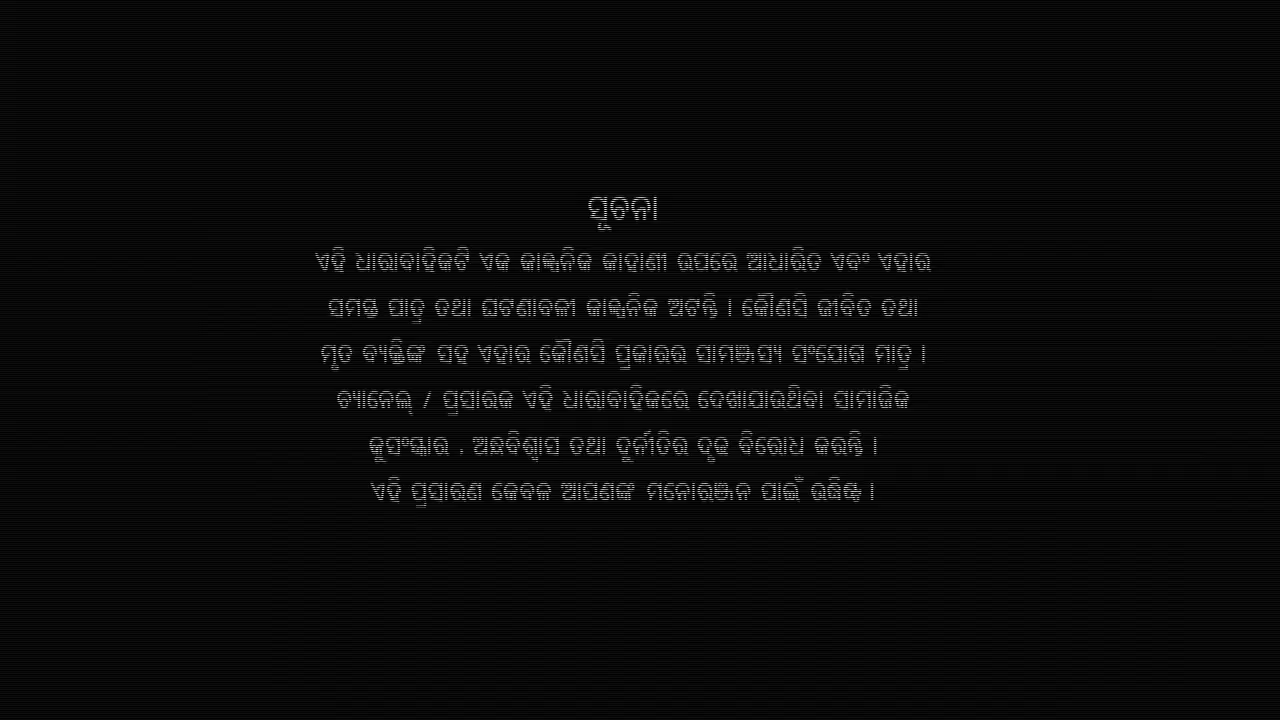 ସୂଚନା
ଏହି ଧାରାବାହିକଟି ଏକ କାଳ୍ପନିକ କାହାଣୀ ଉପରେ ଆଧାରିତ ଏବଂ ଏହାର
ସମସ୍ତ ପାତ୍ର ତଥା ଘଟଣାବଳୀ କାଳ୍ପନିକ ଅଟନ୍ତି । କୌଣସି ଜୀବିତ ତଥା
ମୃତ ବ୍ୟକ୍ତିଙ୍କ ସହ ଏହାର କୌଣସି ପ୍ରକାରର ସାମଞ୍ଜସ୍ୟ ସଂଯୋଗ ମାତ୍ର ।
ଚ୍ୟାନେଲ୍ / ପ୍ରସାରକ ଏହି ଧାରାବାହିକରେ ଦେଖାଯାଉଥିବା ସାମାଜିକ
କୁସଂସ୍କାର , ଅନ୍ଧବିଶ୍ୱାସ ତଥା ଦୁର୍ନୀତିର ଦୃଢ ବିରୋଧ କରନ୍ତି ।
ଏହି ପ୍ରସାରଣ କେବଳ ଆପଣଙ୍କ ମନୋରଞ୍ଜନ ପାଇଁ ଉଦ୍ଦିଷ୍ଟ ।